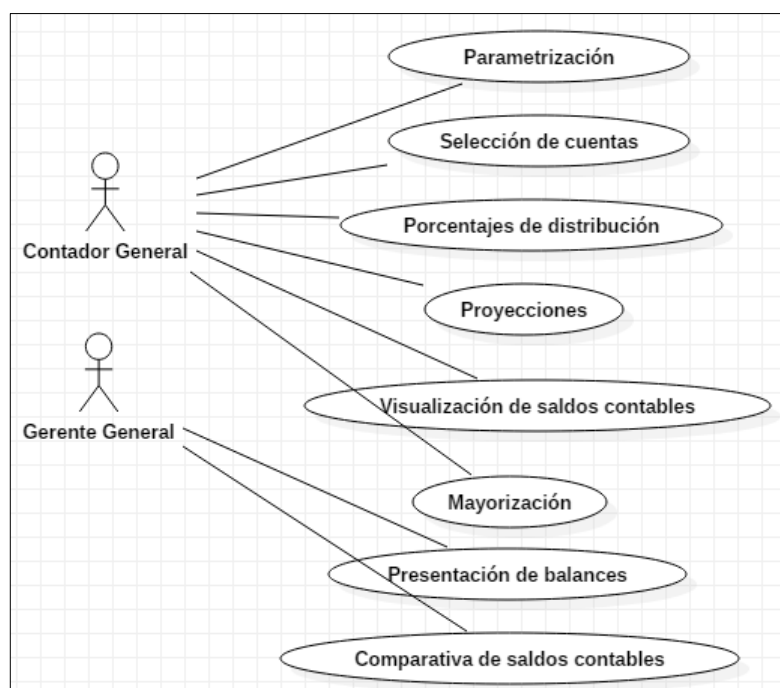 Parametrización
Selección de cuentas
Contador General
Porcentajes de distribución
Proyecciones
Gerente General
Visualización de saldos contables
Mayorización
Presentación de balances
Comparativa de saldos contables